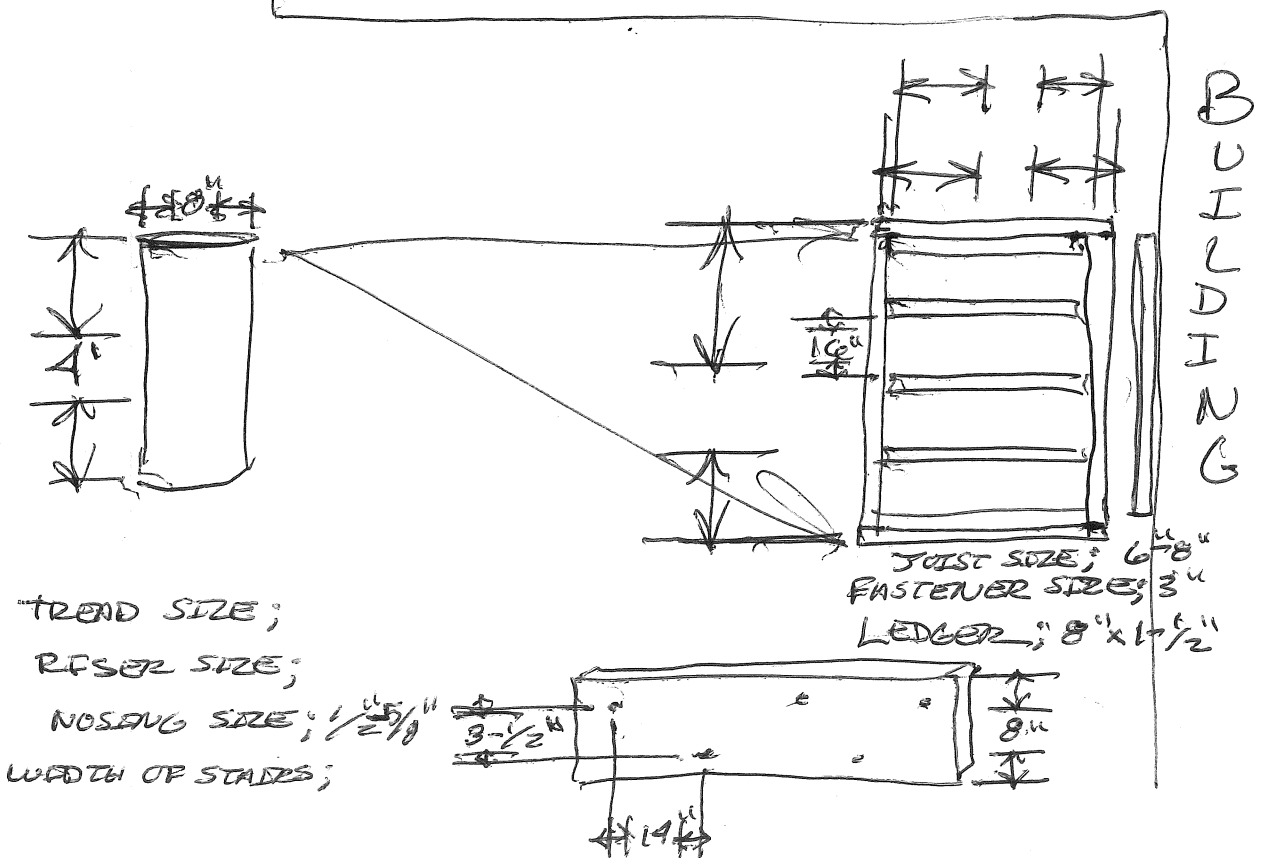 BUILDING
8"
4'
16"
JOIST SIZE; 6-8"
FASTENER SIZE; 3"
LEDGER; 8" x 1-1/2"
TREAD SIZE;
RISER SIZE;
NOSING SIZE; 1/2"-5/8"
WIDTH OF STAIRS;
3-1/2"
8"
14"